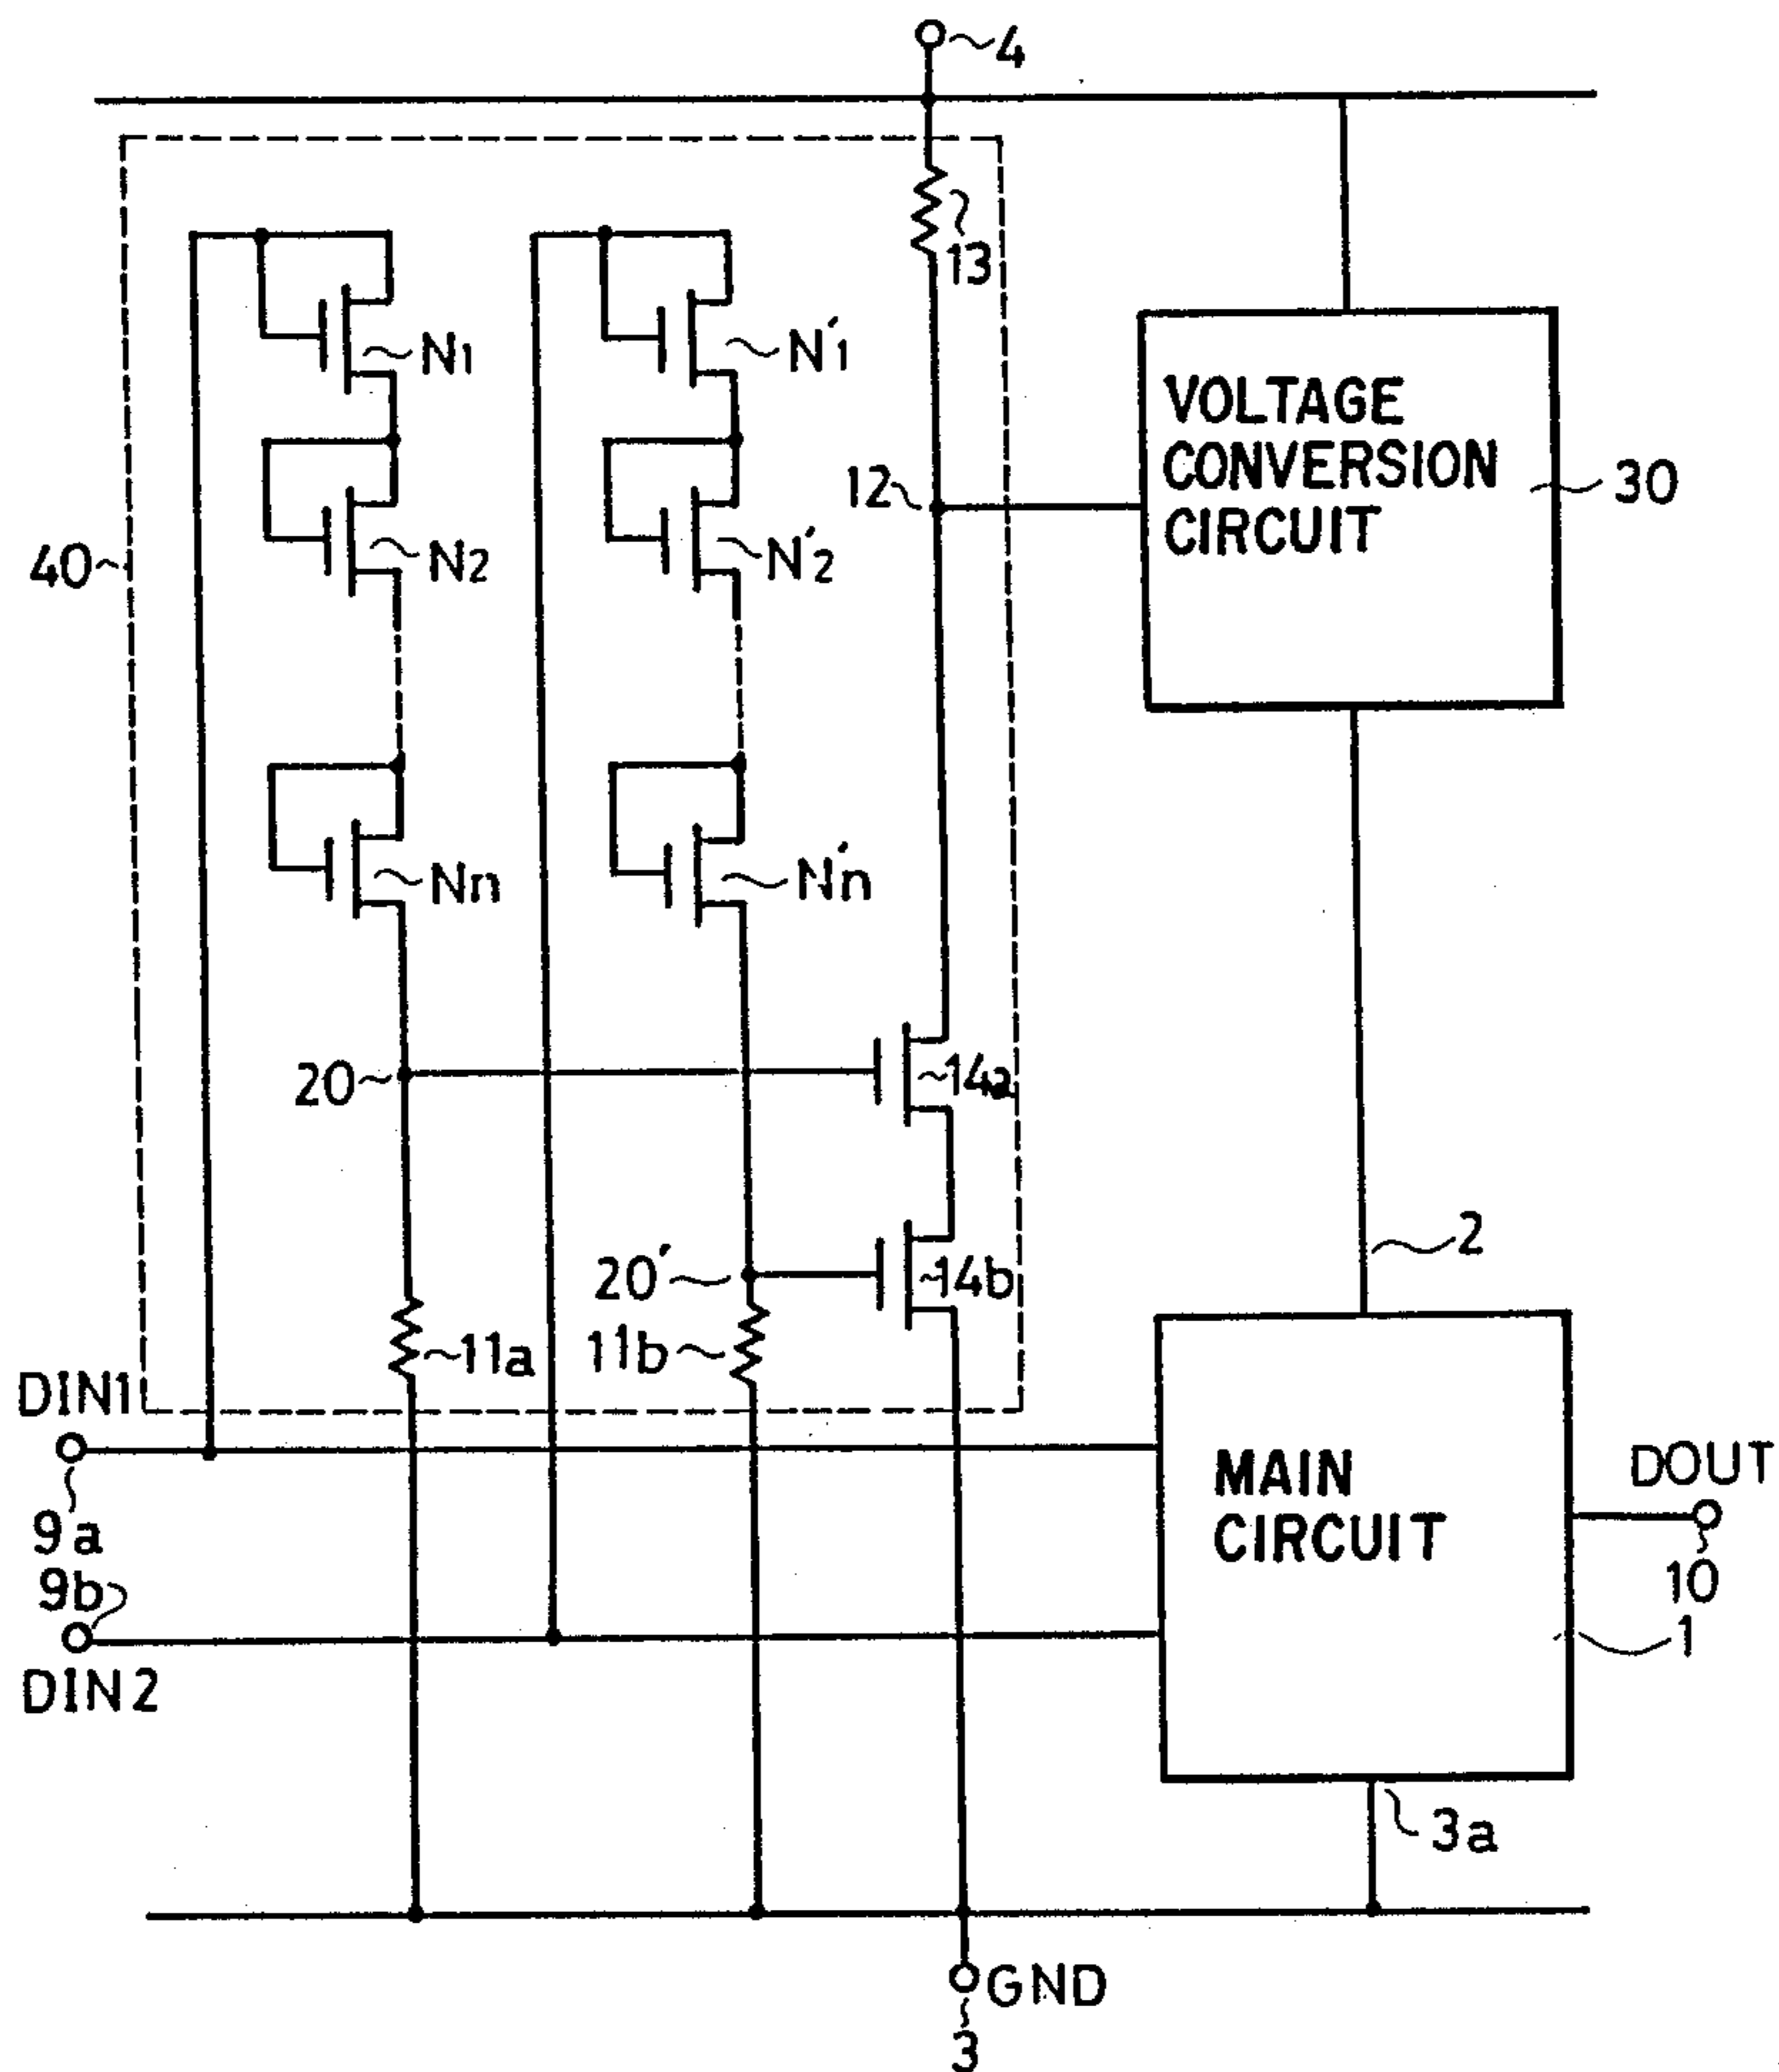 4
13
N1
N'1
VOLTAGE
CONVERSION
CIRCUIT
12
30
40
N2
N'2
Nn
N'n
20
14a
2
20'
14b
11a
11b
DIN1
MAIN
CIRCUIT
DOUT
9a
10
9b
1
DIN2
3a
GND
3